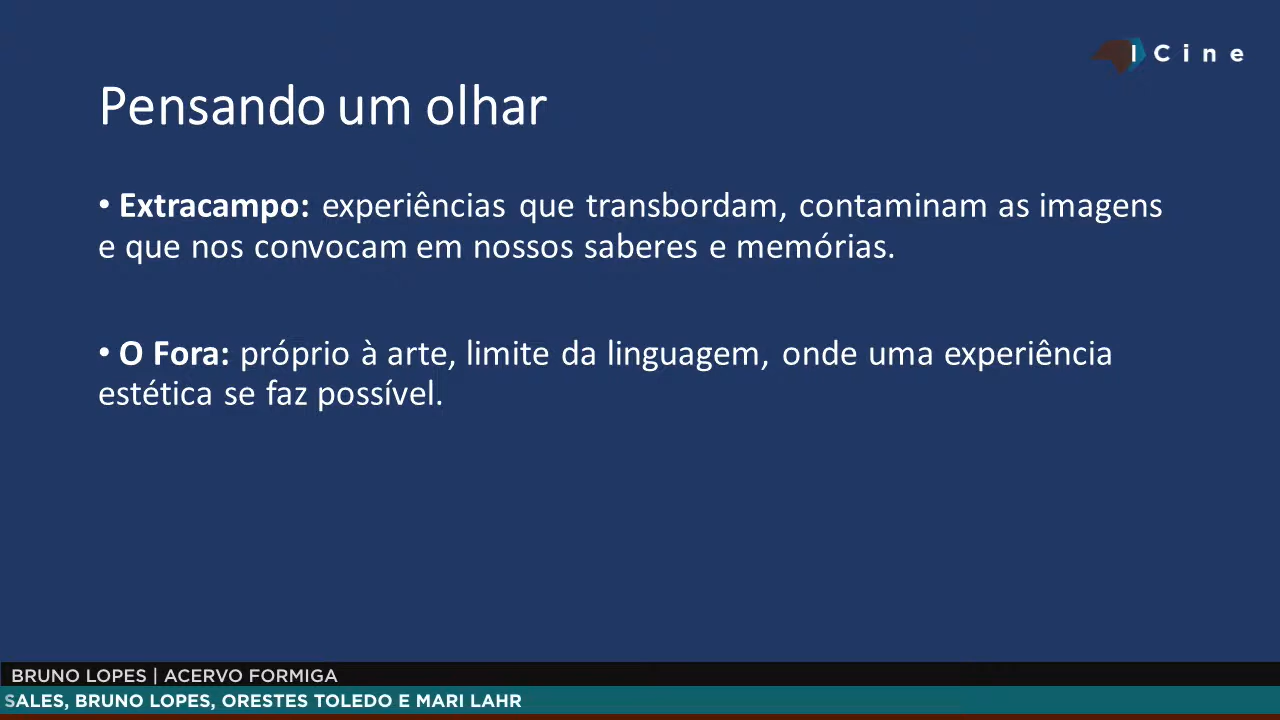 I Cine
Pensando um olhar
• Extracampo: experiências que transbordam, contaminam as imagens
e que nos convocam em nossos saberes e memórias.
• O Fora: próprio à arte, limite da linguagem, onde uma experiência
estética se faz possível.
BRUNO LOPES | ACERVO FORMIGA
SALES, BRUNO LOPES, ORESTES TOLEDO E MARI LAHR